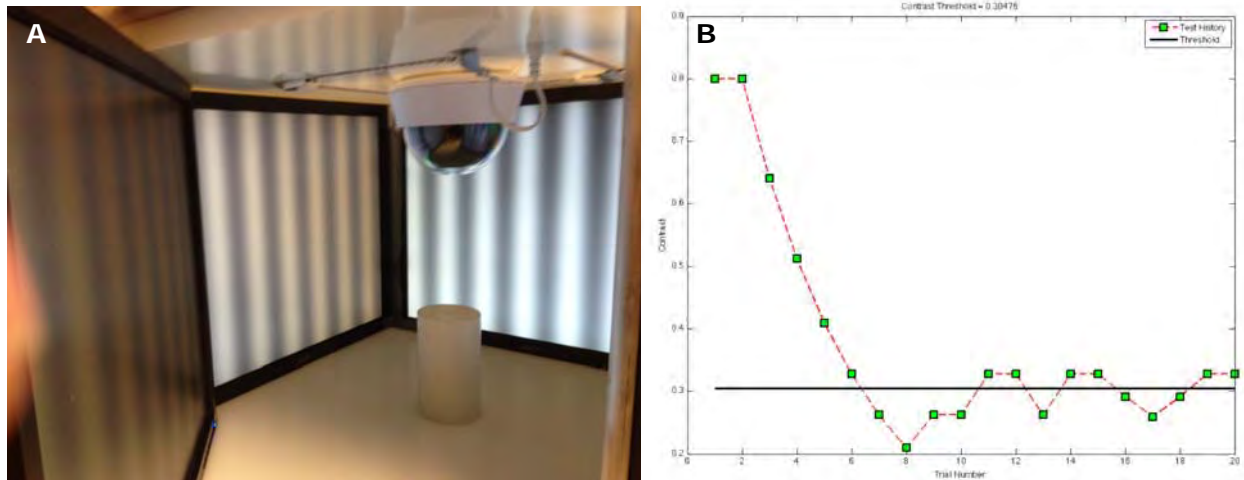 A
B
Contrast Threshold = 0.30476
Test History
Threshold
0.9
0.8
0.7
0.6
0.5
0.4
0.3
0.2
Contrast
0 2 4 6 8 10 12 14 16 18 20
Trial Number